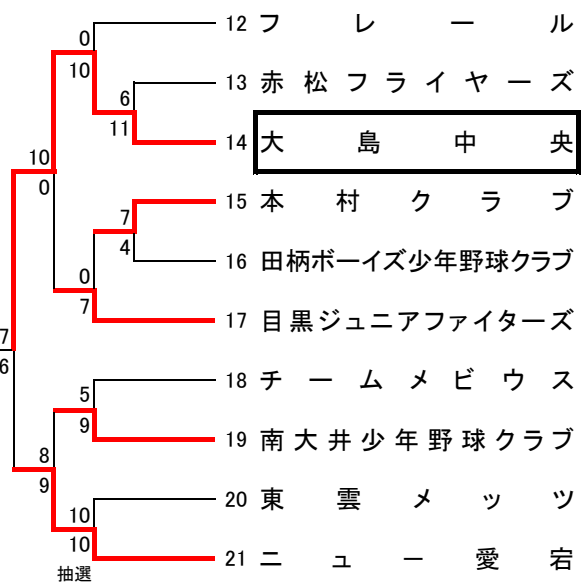 12 フレール
0
10
13 赤松フライヤーズ
6
11
14 大島中央
10
0
15 本村クラブ
7
4
16 田柄ボーイズ少年野球クラブ
0
7
17 目黒ジュニアファイターズ
7
6
18 チームメビウス
5
9
19 南大井少年野球クラブ
8
9
20 東雲メッツ
10
10
21 ニュー愛宕
抽選